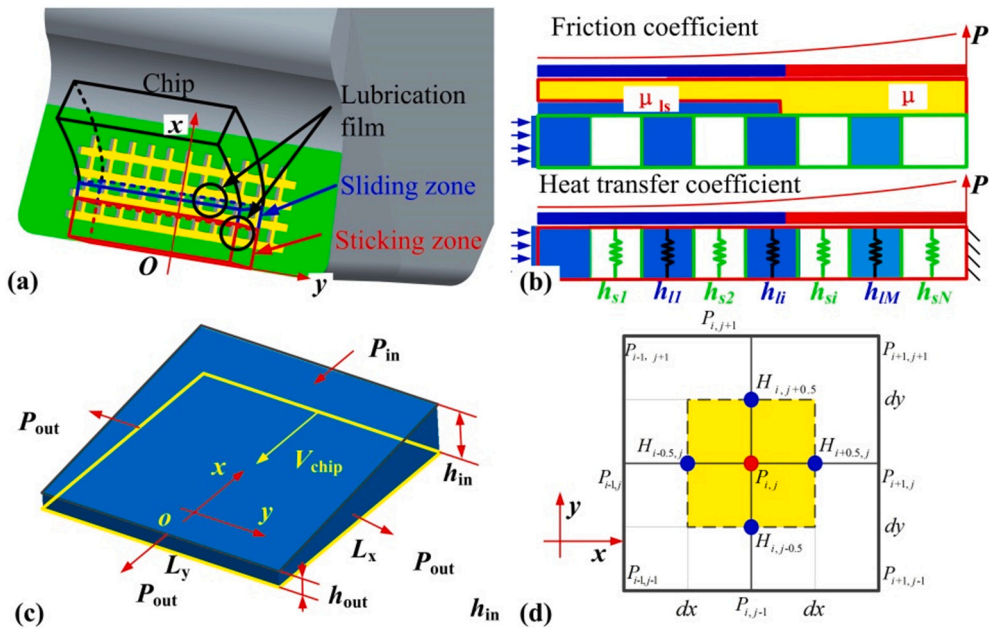 Chip
x
Lubrication
film
Sliding zone
Sticking zone
O
y
(a)
Friction coefficient
P
μ ls
μ
Heat transfer coefficient
P
hs1
hl1
hs2
hli
hsi
hlM
hsN
(b)
Pin
Pout
Vchip
hin
x
o
y
Lx
Ly
Pout
Pout
hout
hin
(c)
Pi, j+1
Pi-1, j+1
Pi+1, j+1
Hi, j+0.5
dy
Hi-0.5, j
Hi+0.5, j
Pi-1,j
Pi, j
Pi+1, j
y
dy
x
Hi, j-0.5
Pi-1,j-1
Pi+1, j-1
dx
Pi, j-1
dx
(d)